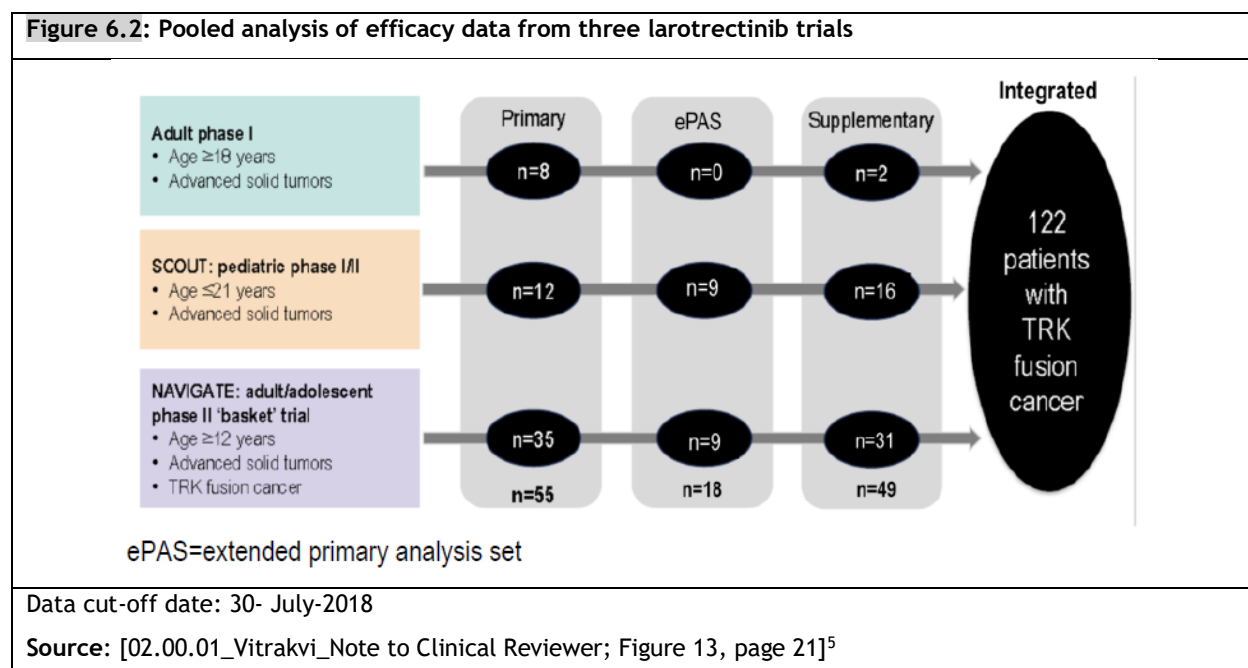 Figure 6.2: Pooled analysis of efficacy data from three larotrectinib trials
Adult phase I
• Age ≥18 years
• Advanced solid tumors
SCOUT: pediatric phase I/II
• Age ≤21 years
• Advanced solid tumors
NAVIGATE: adult/adolescent
phase II 'basket' trial
• Age ≥12 years
• Advanced solid tumors
• TRK fusion cancer
Primary
ePAS
Supplementary
Integrated
n=8
n=0
n=2
n=12
n=9
n=16
n=35
n=9
n=31
n=55
n=18
n=49
122
patients
with
TRK
fusion
cancer
ePAS=extended primary analysis set
Data cut-off date: 30- July-2018
Source: [02.00.01_Vitrakvi_Note to Clinical Reviewer; Figure 13, page 21]⁵